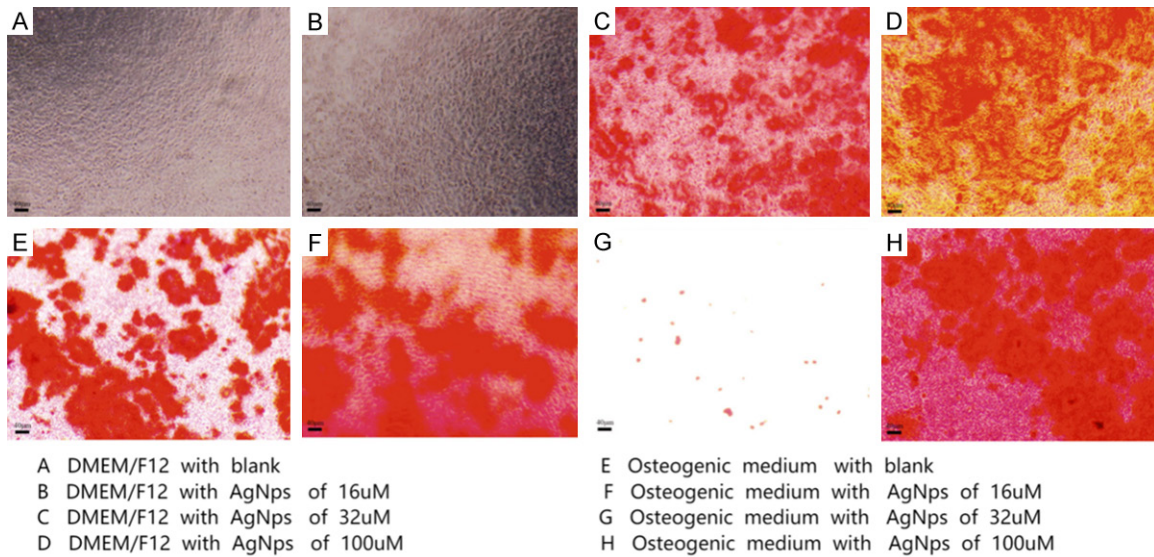 A
B
C
D
E
F
G
H
A DMEM/F12 with blank
B DMEM/F12 with AgNps of 16uM
C DMEM/F12 with AgNps of 32uM
D DMEM/F12 with AgNps of 100uM
E Osteogenic medium with blank
F Osteogenic medium with AgNps of 16uM
G Osteogenic medium with AgNps of 32uM
H Osteogenic medium with AgNps of 100uM